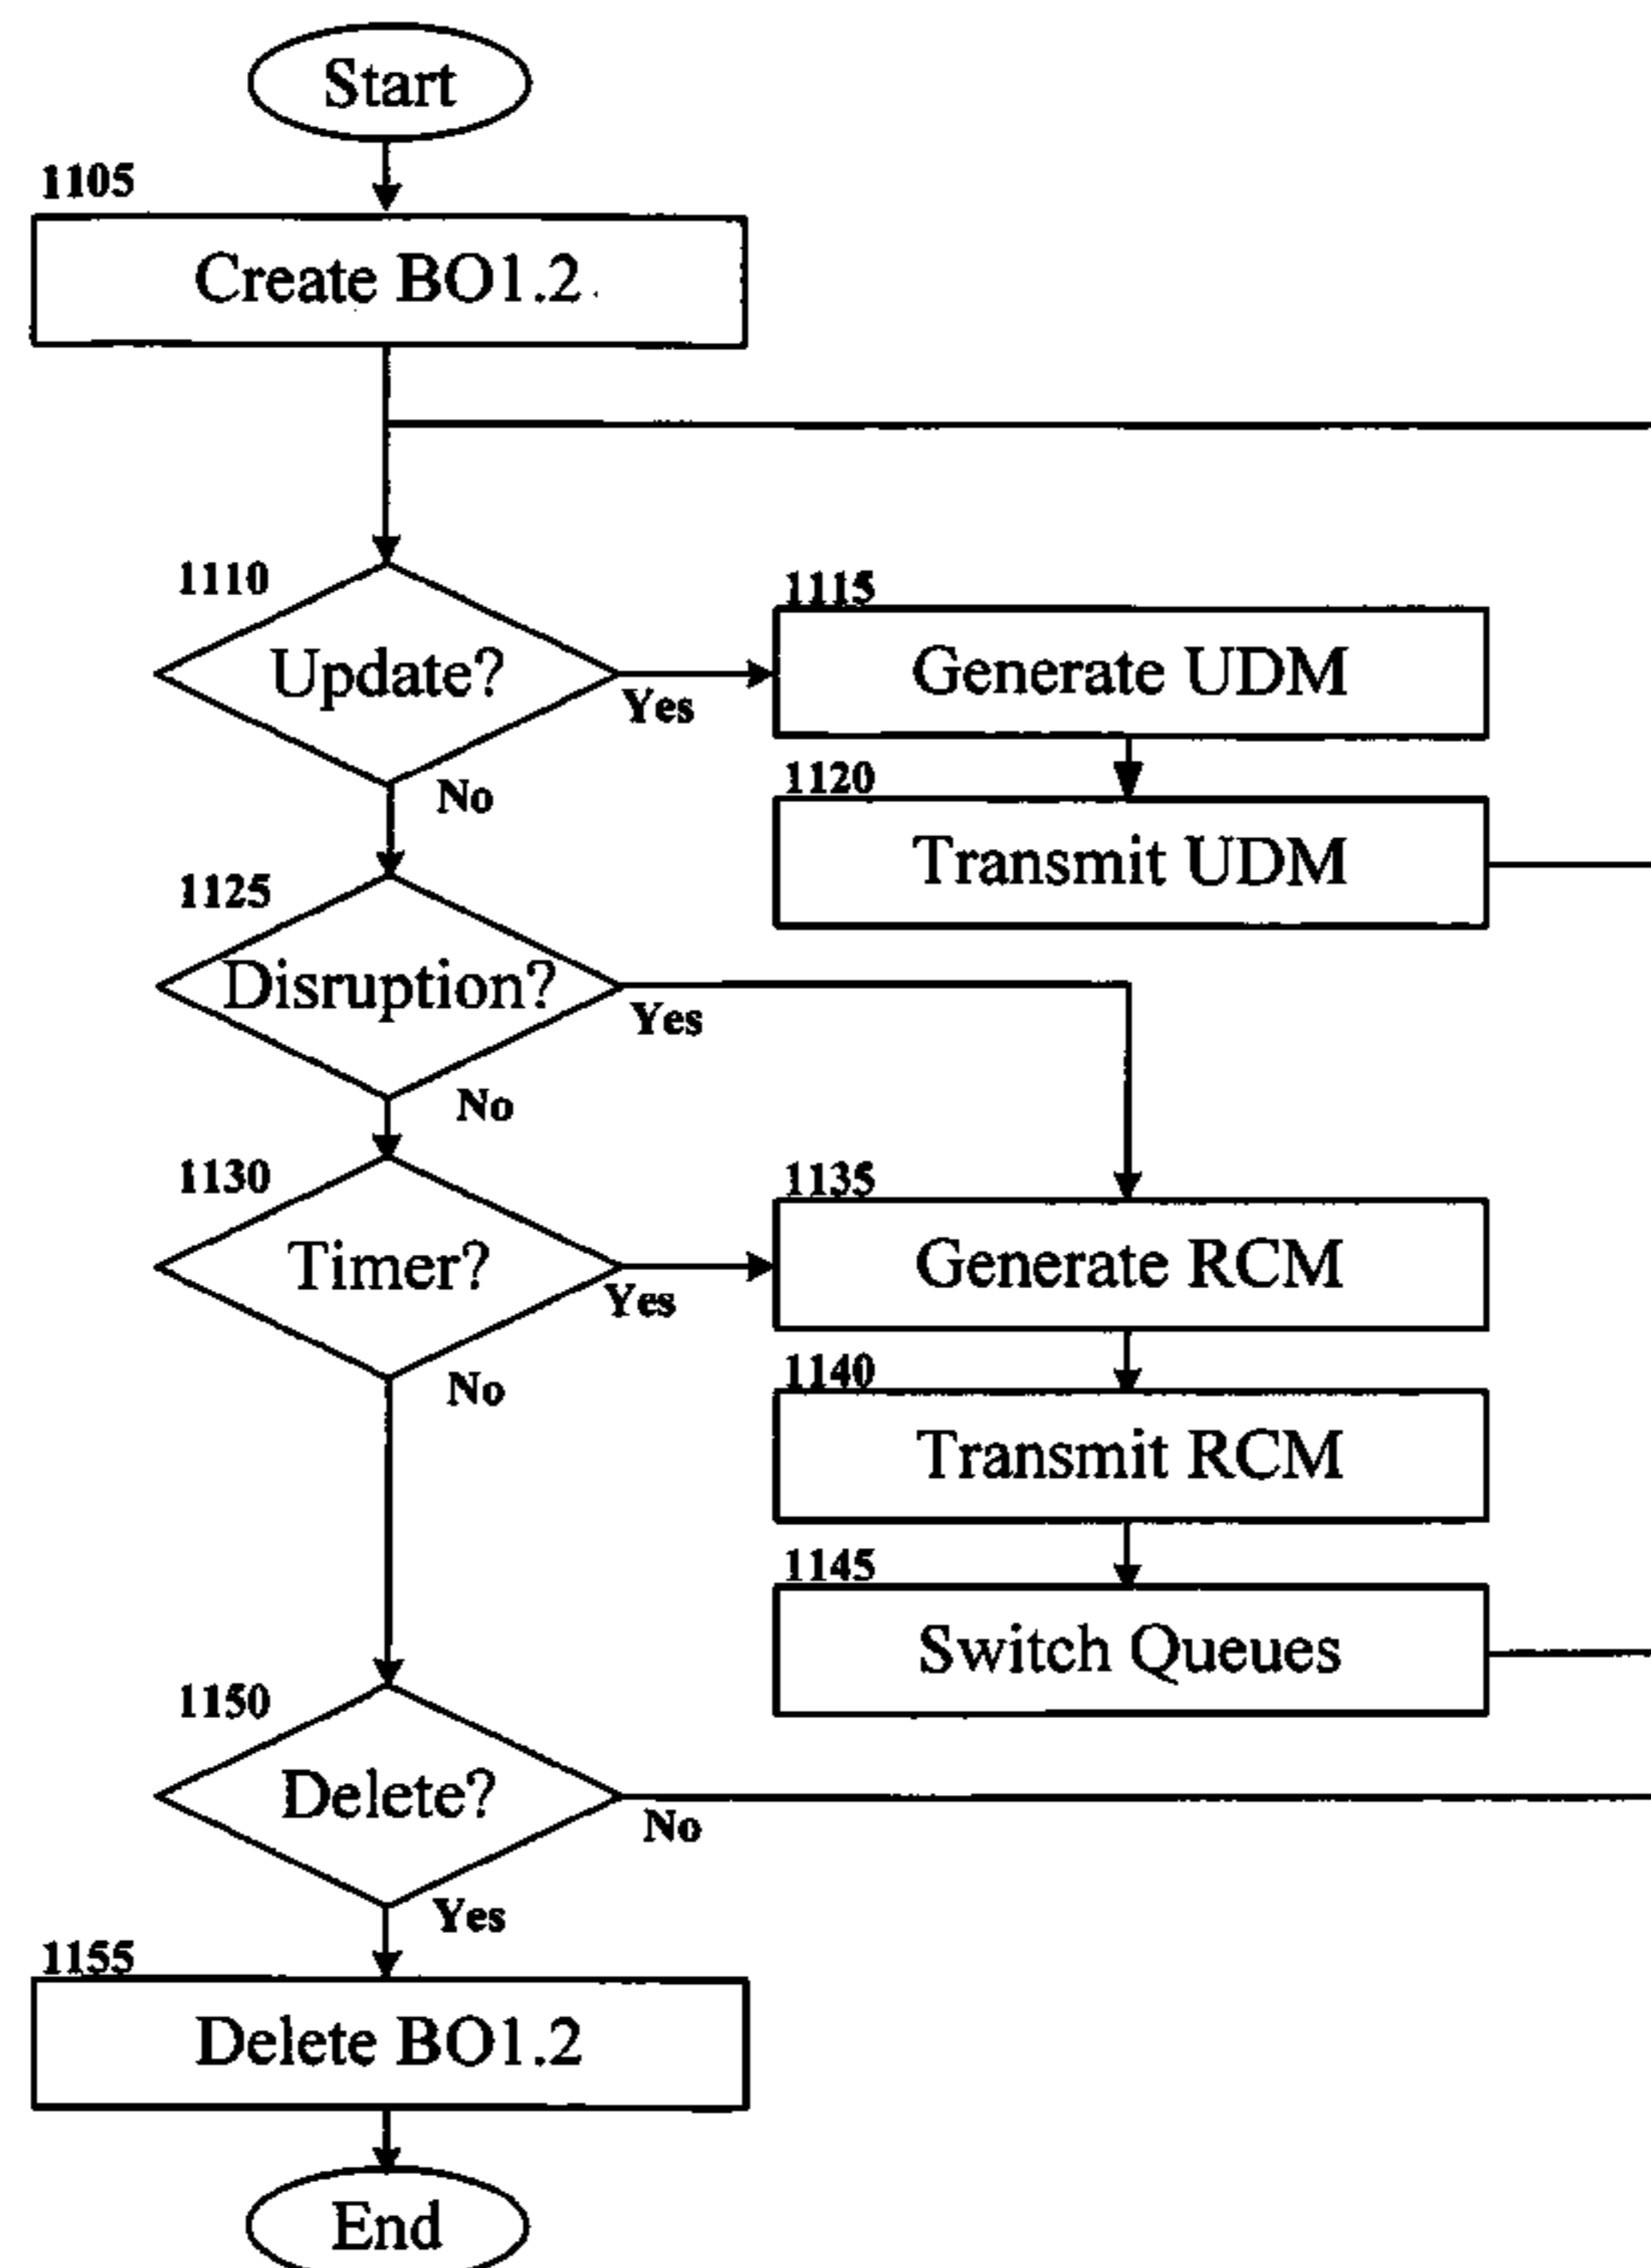 Start
1105
Create BO1.2
1110
Update?
Yes
No
1115
Generate UDM
1120
Transmit UDM
1125
Disruption?
Yes
No
1130
Timer?
Yes
No
1135
Generate RCM
1140
Transmit RCM
1145
Switch Queues
1150
Delete?
No
Yes
1155
Delete BO1.2
End